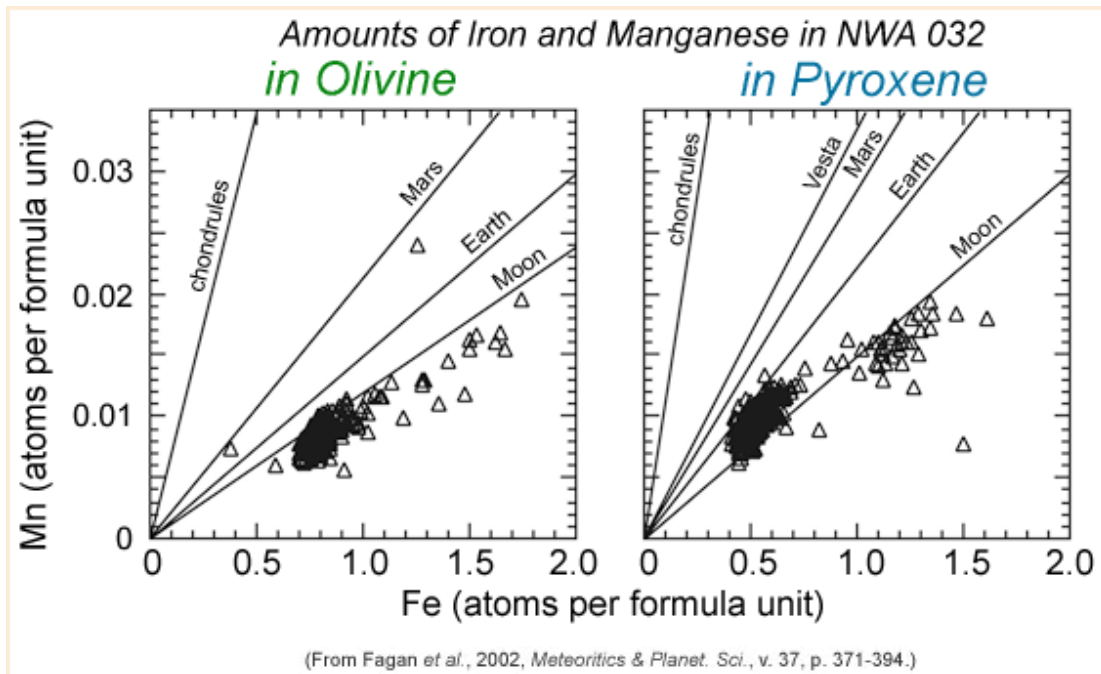 Amounts of Iron and Manganese in NWA 032
in Olivine
in Pyroxene
Mn (atoms per formula unit)
0.03
0.02
0.01
0
chondrules
Mars
Earth
Moon
0
0.5
1.0
1.5
2.0
chondrules
Vesta
Mars
Earth
Moon
0
0.5
1.0
1.5
2.0
Fe (atoms per formula unit)
(From Fagan et al., 2002, Meteoritics & Planet. Sci., v. 37, p. 371-394.)